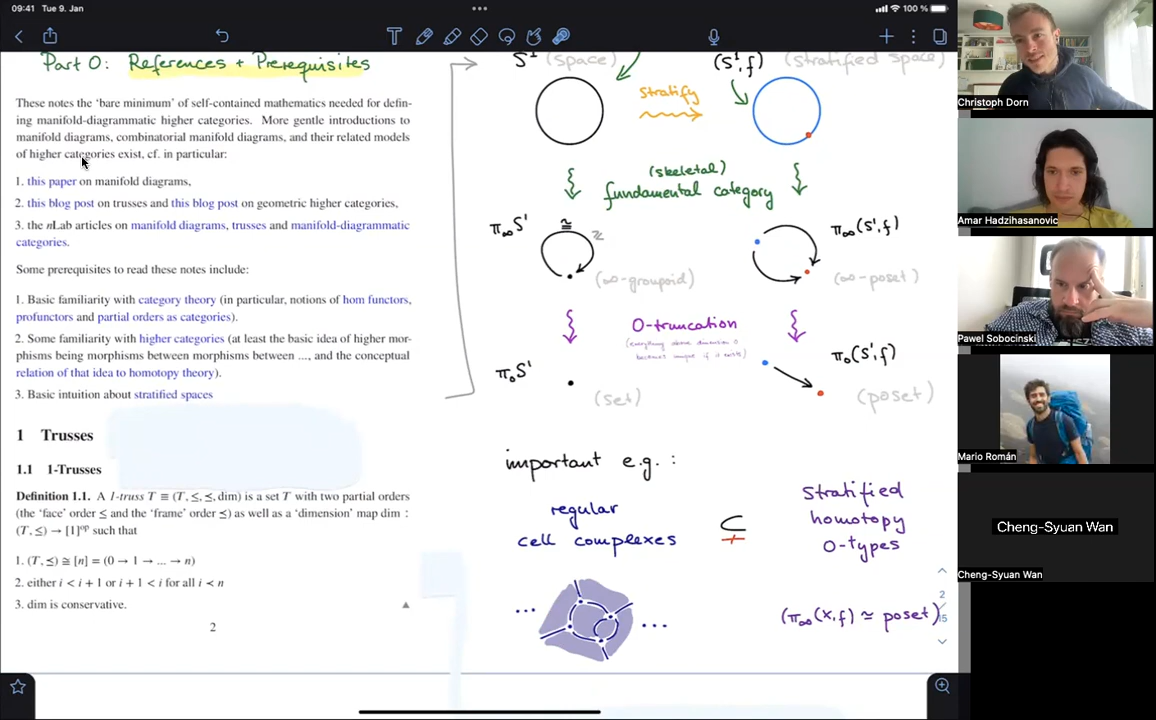 09:41 Tue 9. Jan
100 %
Part 0: References + Prerequisites
These notes the ‘bare minimum’ of self-contained mathematics needed for defin-
ing manifold-diagrammatic higher categories. More gentle introductions to
manifold diagrams, combinatorial manifold diagrams, and their related models
of higher categories exist, cf. in particular:
1. this paper on manifold diagrams,
2. this blog post on trusses and this blog post on geometric higher categories,
3. the nLab articles on manifold diagrams, trusses and manifold-diagrammatic
categories.
Some prerequisites to read these notes include:
1. Basic familiarity with category theory (in particular, notions of hom functors,
profunctors and partial orders as categories).
2. Some familiarity with higher categories (at least the basic idea of higher mor-
phisms being morphisms between morphisms between ..., and the conceptual
relation of that idea to homotopy theory).
3. Basic intuition about stratified spaces
1 Trusses
1.1 1-Trusses
Definition 1.1. A 1-truss T ≡ (T, ≤, ⪯, dim) is a set T with two partial orders
(the ‘face’ order ≤ and the ‘frame’ order ⪯) as well as a ‘dimension’ map dim :
(T, ≤) → [1]ᵒᵖ such that
1. (T, ⪯) ≅ [n] = (0 → 1 → ... → n)
2. either i < i + 1 or i + 1 < i for all i ≺ n
3. dim is conservative.
▲
2
S¹ (space)
(S¹, f) (stratified space)
stratify
(skeletal)
fundamental category
π∞S¹
≅
ℤ
(∞-groupoid)
π∞(S¹, f)
(∞-poset)
0-truncation
(everything above dimension 0
becomes unique if it exists)
π₀S¹
(set)
π₀(S¹, f)
(poset)
important e.g. :
regular
cell complexes
⊊
stratified
homotopy
0-types
... ...
(π∞(X,f) ≃ poset)
2
15
Christoph Dorn
Amar Hadzihasanovic
Pawel Sobocinski
Mario Román
Cheng-Syuan Wan
Cheng-Syuan Wan